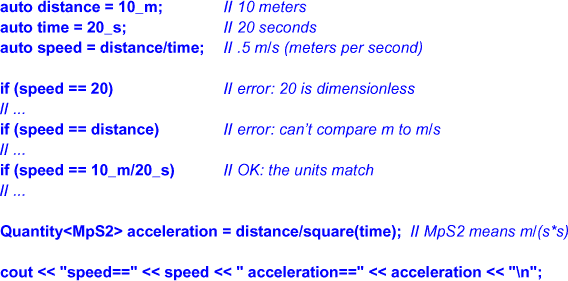 auto distance = 10_m; // 10 meters
auto time = 20_s; // 20 seconds
auto speed = distance/time; // .5 m/s (meters per second)
if (speed == 20) // error: 20 is dimensionless
// ...
if (speed == distance) // error: can’t compare m to m/s
// ...
if (speed == 10_m/20_s) // OK: the units match
// ...
Quantity<MpS2> acceleration = distance/square(time); // MpS2 means m/(s*s)
cout << "speed==" << speed << " acceleration==" << acceleration << "\n";